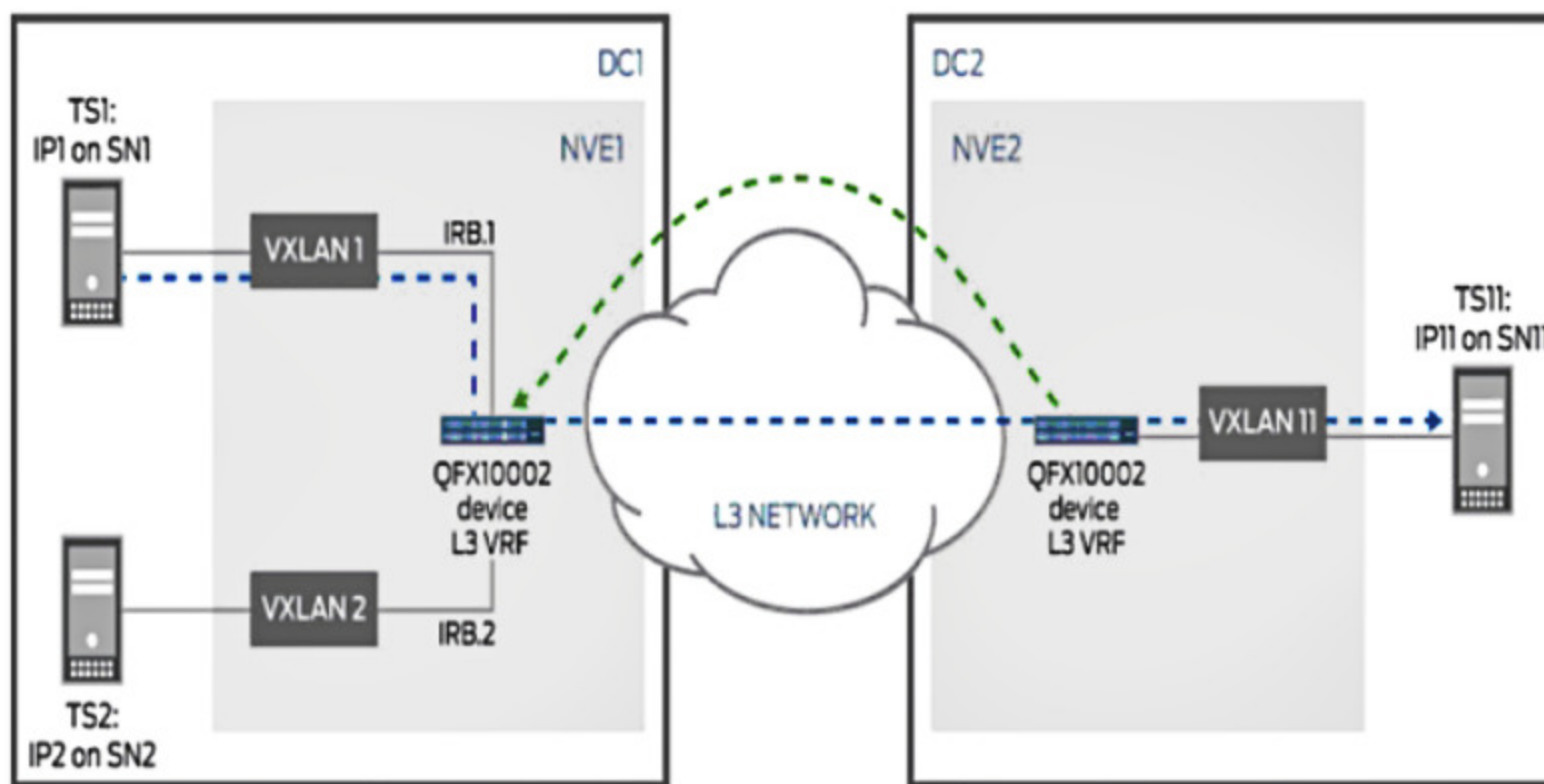 DC1
DC2
TS1:
IP1 on SN1
NVE1
NVE2
VXLAN 1
IRB.1
TS11:
IP11 on SN11
VXLAN 11
QFX10002
device
L3 VRF
L3 NETWORK
QFX10002
device
L3 VRF
VXLAN 2
IRB.2
TS2:
IP2 on SN2